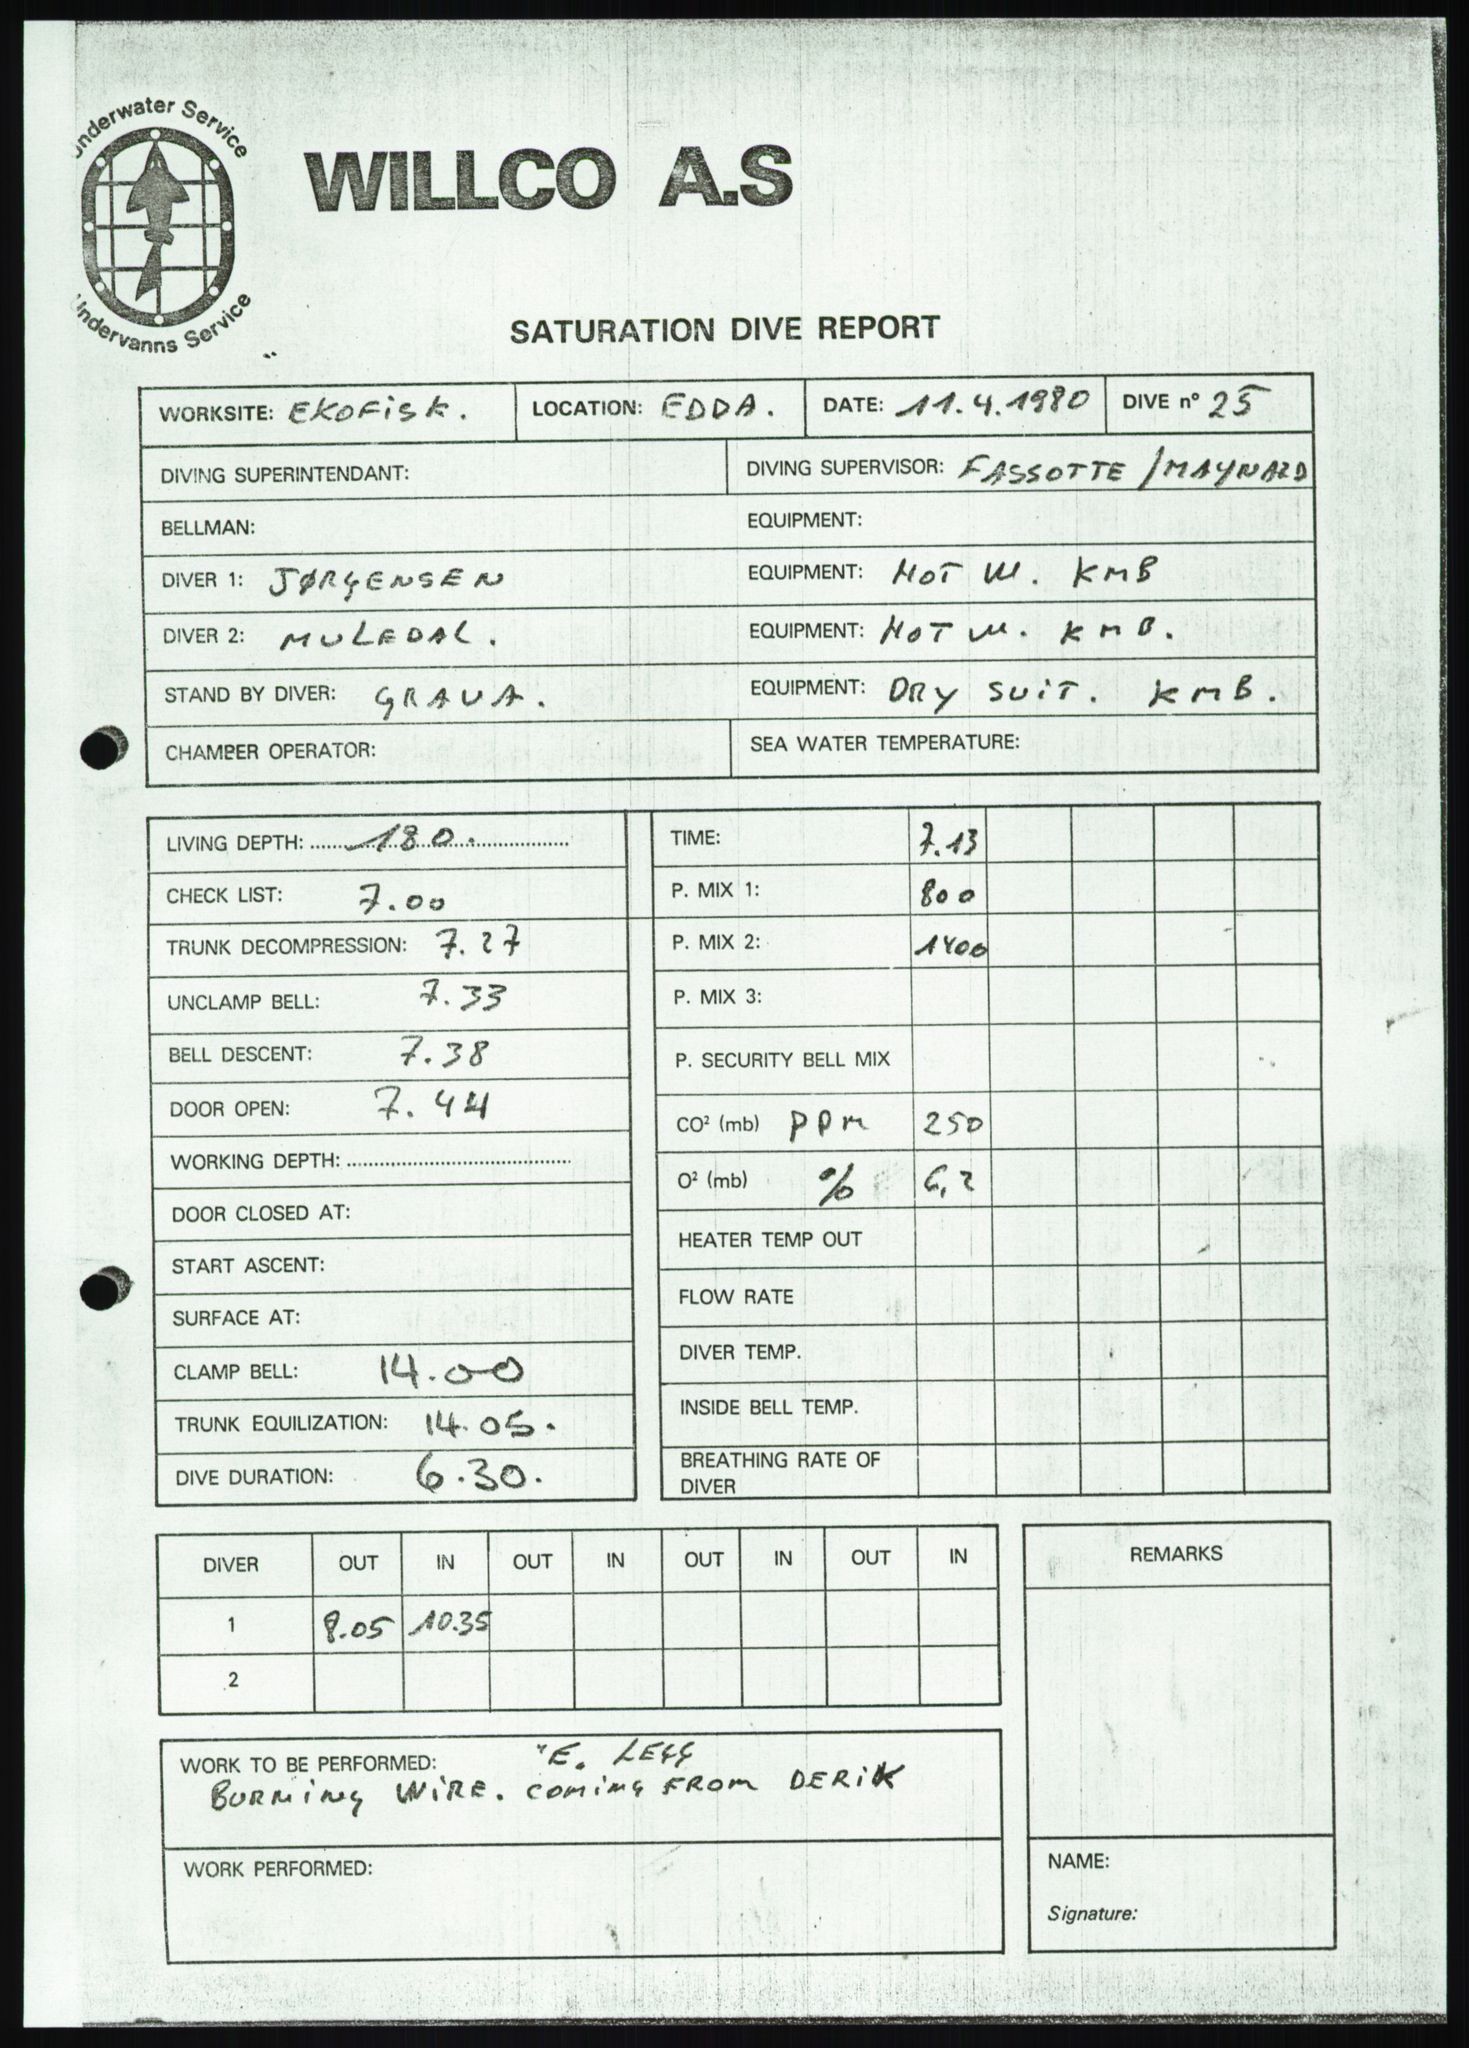 Underwater Service
WILLCO A.S
Undervanns Service
SATURATION DIVE REPORT
WORKSITE: EKOFISK. LOCATION: EDDA. DATE: 11.4.1980 DIVE nº 25
DIVING SUPERINTENDANT: DIVING SUPERVISOR: FASSOTTE / MAYNARD
BELLMAN: EQUIPMENT:
DIVER 1: JØRGENSEN EQUIPMENT: HOT W. KMB
DIVER 2: MULEDAL. EQUIPMENT: HOT W. KMB.
STAND BY DIVER: GRAVA. EQUIPMENT: DRY SUIT. KMB.
CHAMBER OPERATOR: SEA WATER TEMPERATURE:
LIVING DEPTH: 180. TIME: 7.13
CHECK LIST: 7.00 P. MIX 1: 800
TRUNK DECOMPRESSION: 7.27 P. MIX 2: 1400
UNCLAMP BELL: 7.33 P. MIX 3:
BELL DESCENT: 7.38 P. SECURITY BELL MIX
DOOR OPEN: 7.44 CO² (mb) PPM 250
WORKING DEPTH: O² (mb) % 6,2
DOOR CLOSED AT: HEATER TEMP OUT
START ASCENT: FLOW RATE
SURFACE AT: DIVER TEMP.
CLAMP BELL: 14.00 INSIDE BELL TEMP.
TRUNK EQUILIZATION: 14.05. BREATHING RATE OF
DIVE DURATION: 6.30. DIVER
DIVER OUT IN OUT IN OUT IN OUT IN REMARKS
1 8.05 10.35
2
WORK TO BE PERFORMED: "E. LEGG
BURNING WIRE. COMING FROM DERIK
WORK PERFORMED:
NAME:
Signature: